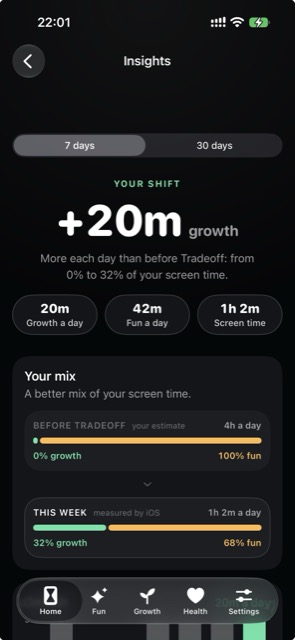 22:01
Insights
7 days
30 days
YOUR SHIFT
+20m growth
More each day than before Tradeoff: from
0% to 32% of your screen time.
20m
Growth a day
42m
Fun a day
1h 2m
Screen time
Your mix
A better mix of your screen time.
BEFORE TRADEOFF your estimate 4h a day
0% growth 100% fun
THIS WEEK measured by iOS 1h 2m a day
32% growth 68% fun
Home
Fun
Growth
Health
Settings